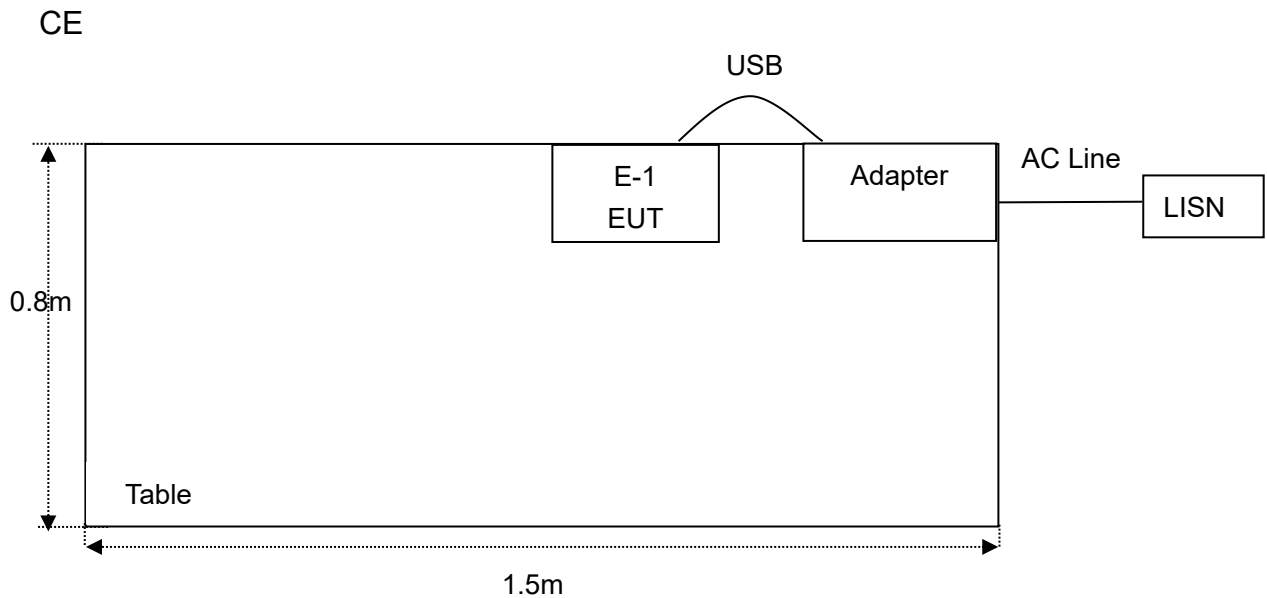 CE
USB
AC Line
E-1
EUT
Adapter
LISN
0.8m
Table
1.5m